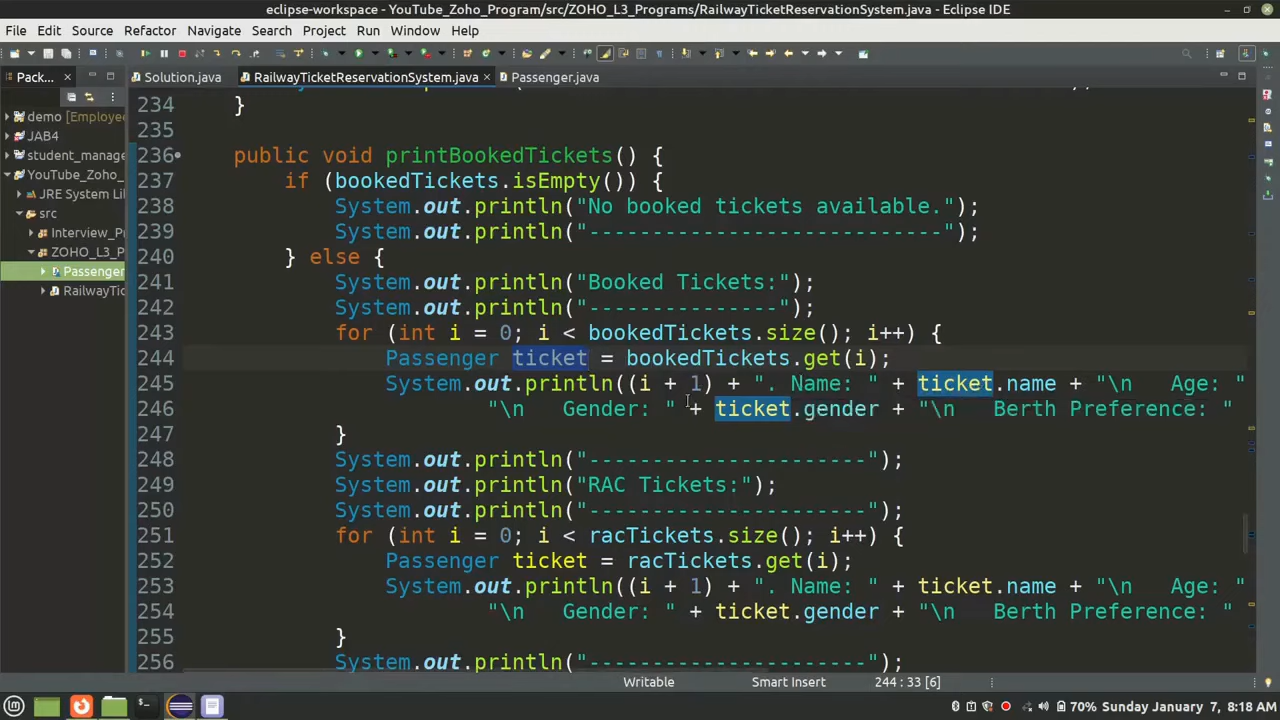 eclipse-workspace - YouTube_Zoho_Program/src/ZOHO_L3_Programs/RailwayTicketReservationSystem.java - Eclipse IDE
File Edit Source Refactor Navigate Search Project Run Window Help
Pack... Solution.java RailwayTicketReservationSystem.java Passenger.java
demo [Employee
JAB4
student_manage
YouTube_Zoho_
JRE System Lib
src
Interview_Pr
ZOHO_L3_P
Passenger
RailwayTic
234 }
235
236 public void printBookedTickets() {
237 if (bookedTickets.isEmpty()) {
238 System.out.println("No booked tickets available.");
239 System.out.println("----------------------------");
240 } else {
241 System.out.println("Booked Tickets:");
242 System.out.println("---------------");
243 for (int i = 0; i < bookedTickets.size(); i++) {
244 Passenger ticket = bookedTickets.get(i);
245 System.out.println((i + 1) + ". Name: " + ticket.name + "\n   Age: "
246 "\n   Gender: " + ticket.gender + "\n   Berth Preference: "
247 }
248 System.out.println("----------------------");
249 System.out.println("RAC Tickets:");
250 System.out.println("----------------------");
251 for (int i = 0; i < racTickets.size(); i++) {
252 Passenger ticket = racTickets.get(i);
253 System.out.println((i + 1) + ". Name: " + ticket.name + "\n   Age: "
254 "\n   Gender: " + ticket.gender + "\n   Berth Preference: "
255 }
256 System.out.println("----------------------");
Writable Smart Insert 244 : 33 [6]
70% Sunday January 7, 8:18 AM